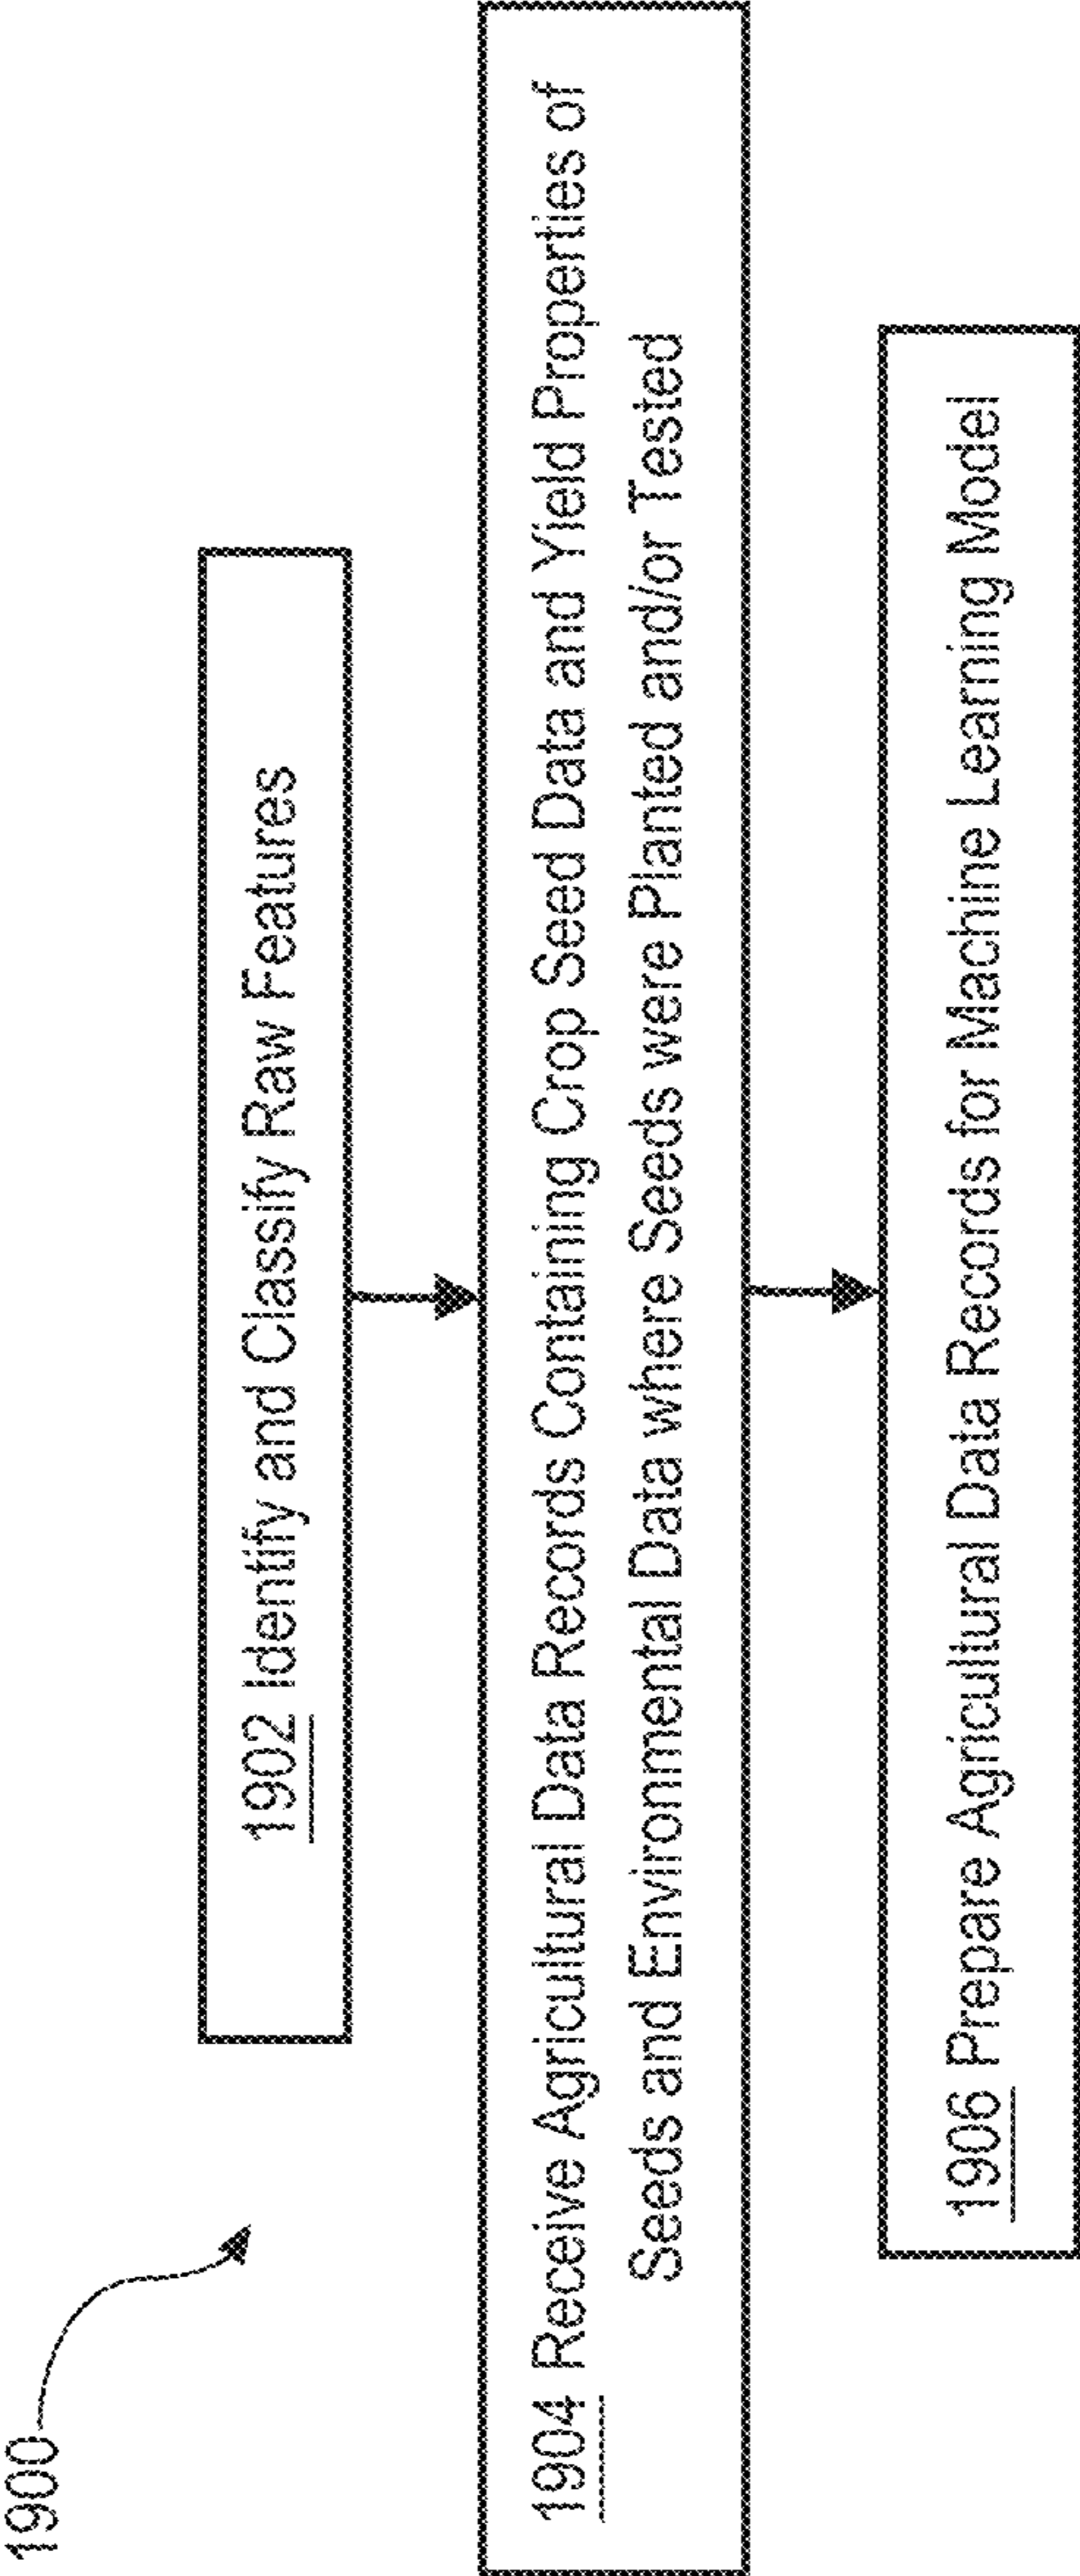 1900
1902 Identify and Classify Raw Features
1904 Receive Agricultural Data Records Containing Crop Seed Data and Yield Properties of
Seeds and Environmental Data where Seeds were Planted and/or Tested
1906 Prepare Agricultural Data Records for Machine Learning Model